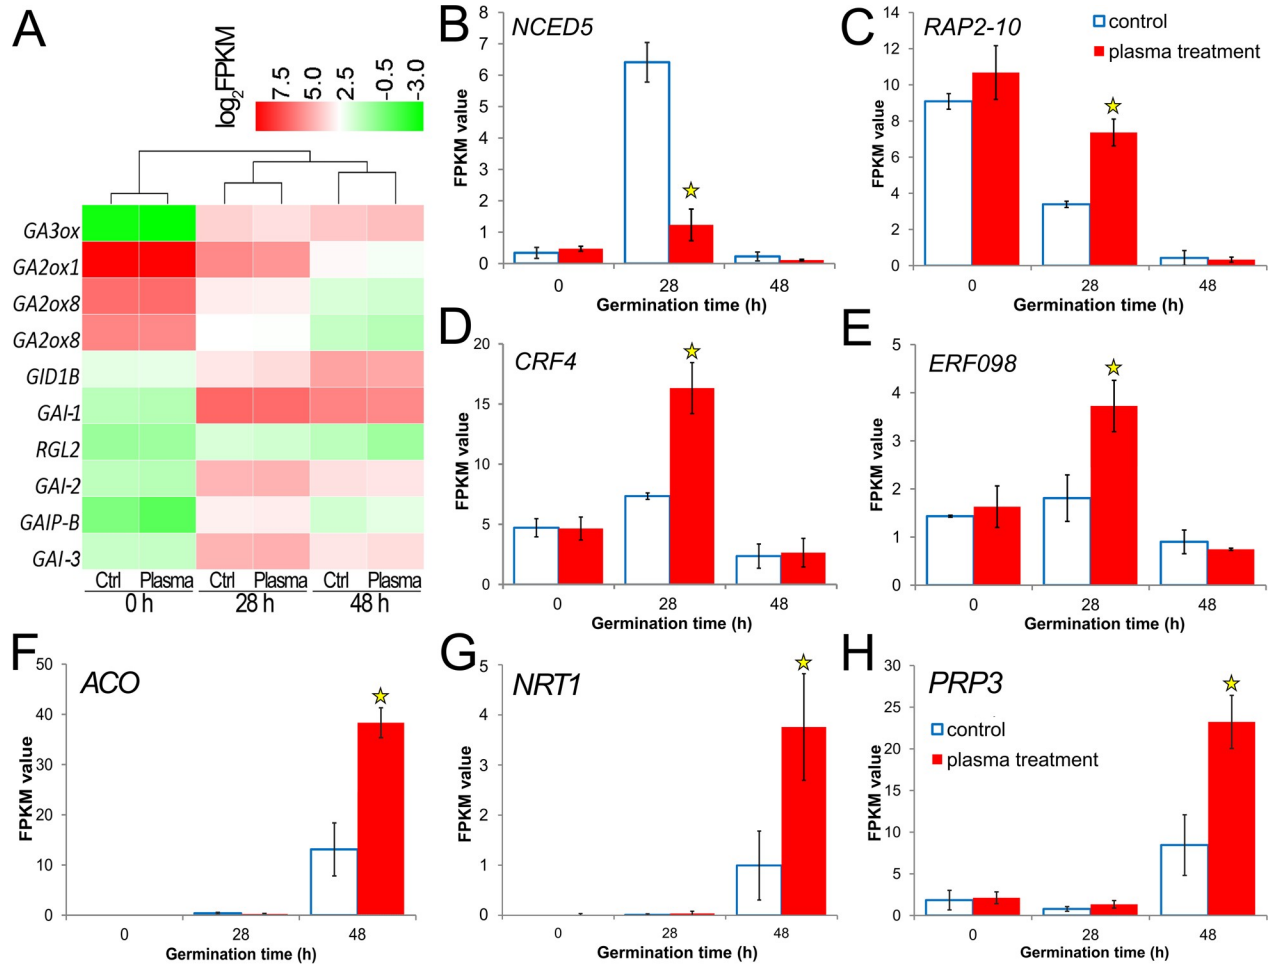 A
log2FPKM
7.5
5.0
2.5
-0.5
-3.0
GA3ox
GA2ox1
GA2ox8
GA2ox8
GID1B
GAI-1
RGL2
GAI-2
GAIP-B
GAI-3
Ctrl Plasma Ctrl Plasma Ctrl Plasma
0 h 28 h 48 h
B
NCED5
FPKM value
8
7
6
5
4
3
2
1
0
0 28 48
Germination time (h)
C
RAP2-10
control
plasma treatment
FPKM value
14
12
10
8
6
4
2
0
0 28 48
Germination time (h)
D
CRF4
FPKM value
20
15
10
5
0
0 28 48
Germination time (h)
E
ERF098
FPKM value
5
4
3
2
1
0
0 28 48
Germination time (h)
F
ACO
FPKM value
50
40
30
20
10
0
0 28 48
Germination time (h)
G
NRT1
FPKM value
5
4
3
2
1
0
0 28 48
Germination time (h)
H
PRP3
control
plasma treatment
FPKM value
30
25
20
15
10
5
0
0 28 48
Germination time (h)